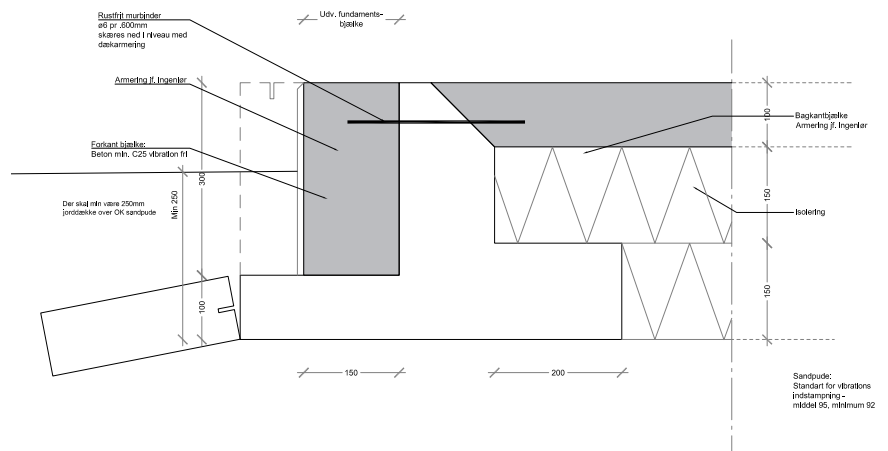 Rustfrit murbinder
ø6 pr .600mm
skæres ned i niveau med
dækarmering
Udv. fundaments-
bjælke
Armering jf. Ingeniør
Forkant bjælke:
Beton min. C25 vibration fri
Der skal min være 250mm
jorddække over OK sandpude
Min 250
300
100
150
200
100
150
150
Bagkantbjælke
Armering jf. Ingeniør
Isolering
Sandpude:
Standart for vibrations
indstampning -
middel 95, minimum 92